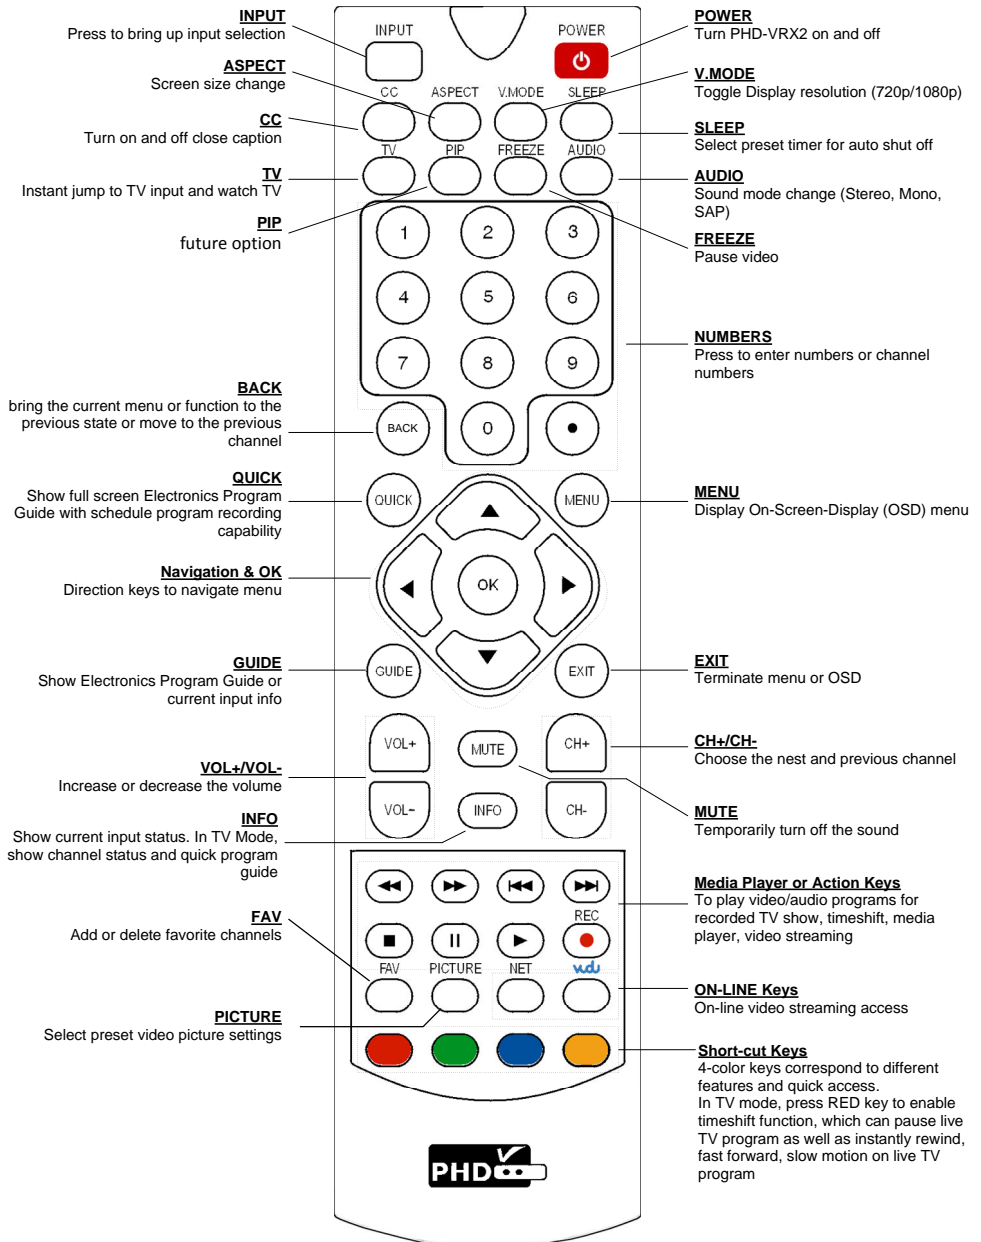 INPUT
Press to bring up input selection
ASPECT
Screen size change
CC
Turn on and off close caption
TV
Instant jump to TV input and watch TV
PIP
future option
BACK
bring the current menu or function to the
previous state or move to the previous
channel
QUICK
Show full screen Electronics Program
Guide with schedule program recording
capability
Navigation & OK
Direction keys to navigate menu
GUIDE
Show Electronics Program Guide or
current input info
VOL+/VOL-
Increase or decrease the volume
INFO
Show current input status. In TV Mode,
show channel status and quick program
guide
FAV
Add or delete favorite channels
PICTURE
Select preset video picture settings
INPUT POWER
CC ASPECT V.MODE SLEEP
TV PIP FREEZE AUDIO
1 2 3
4 5 6
7 8 9
BACK 0
QUICK MENU
OK
GUIDE EXIT
VOL+ MUTE CH+
VOL- INFO CH-
REC
FAV PICTURE NET vudu
PHD
POWER
Turn PHD-VRX2 on and off
V.MODE
Toggle Display resolution (720p/1080p)
SLEEP
Select preset timer for auto shut off
AUDIO
Sound mode change (Stereo, Mono,
SAP)
FREEZE
Pause video
NUMBERS
Press to enter numbers or channel
numbers
MENU
Display On-Screen-Display (OSD) menu
EXIT
Terminate menu or OSD
CH+/CH-
Choose the nest and previous channel
MUTE
Temporarily turn off the sound
Media Player or Action Keys
To play video/audio programs for
recorded TV show, timeshift, media
player, video streaming
ON-LINE Keys
On-line video streaming access
Short-cut Keys
4-color keys correspond to different
features and quick access.
In TV mode, press RED key to enable
timeshift function, which can pause live
TV program as well as instantly rewind,
fast forward, slow motion on live TV
program